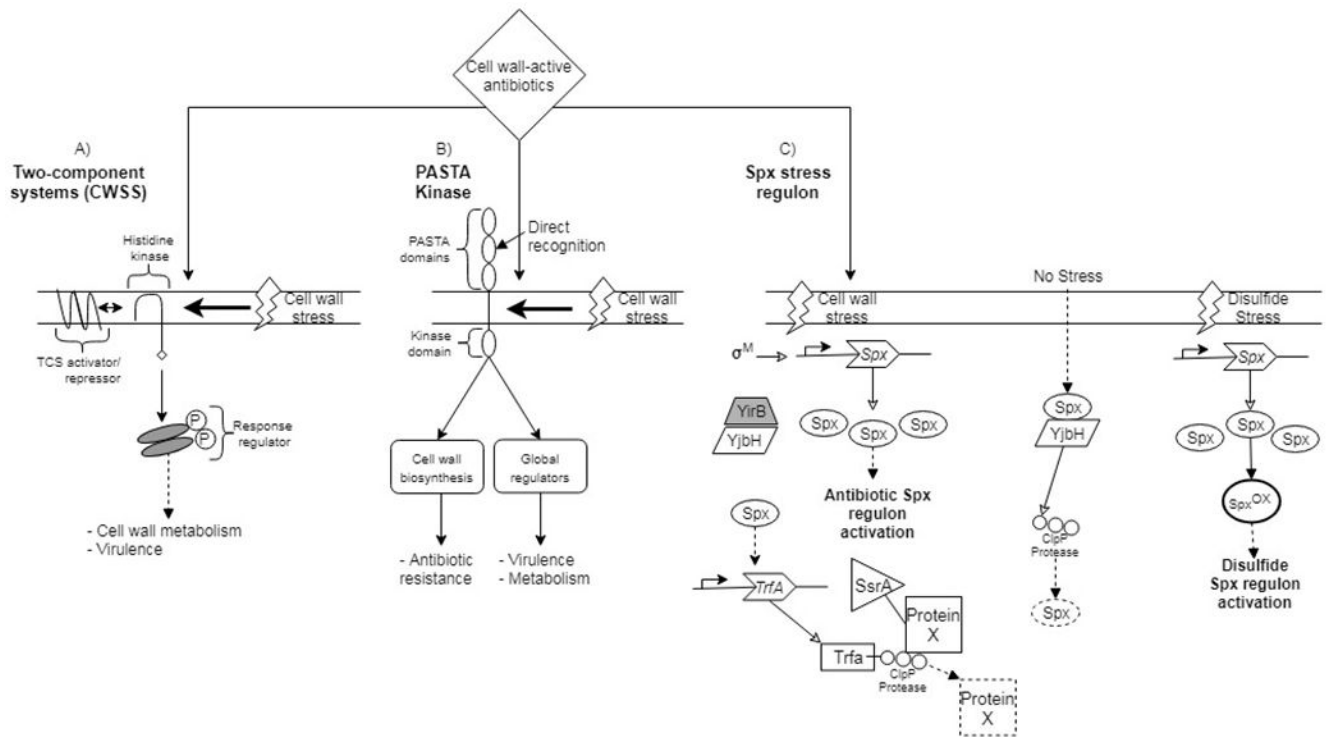 Cell wall-active
antibiotics
A)
Two-component
systems (CWSS)
Histidine
kinase
Cell wall
stress
TCS activator/
repressor
P
P
Response
regulator
- Cell wall metabolism
- Virulence
B)
PASTA
Kinase
PASTA
domains
Direct
recognition
Cell wall
stress
Kinase
domain
Cell wall
biosynthesis
Global
regulators
- Antibiotic
resistance
- Virulence
- Metabolism
C)
Spx stress
regulon
Cell wall
stress
No Stress
Disulfide
Stress
σM
Spx
YirB
YjbH
Spx
Spx
Spx
Antibiotic Spx
regulon
activation
Spx
TrfA
SsrA
Protein
X
Trfa
ClpP
Protease
Protein
X
Spx
YjbH
ClpP
Protease
Spx
Spx
Spx
Spx
Spx
SpxOX
Disulfide
Spx regulon
activation